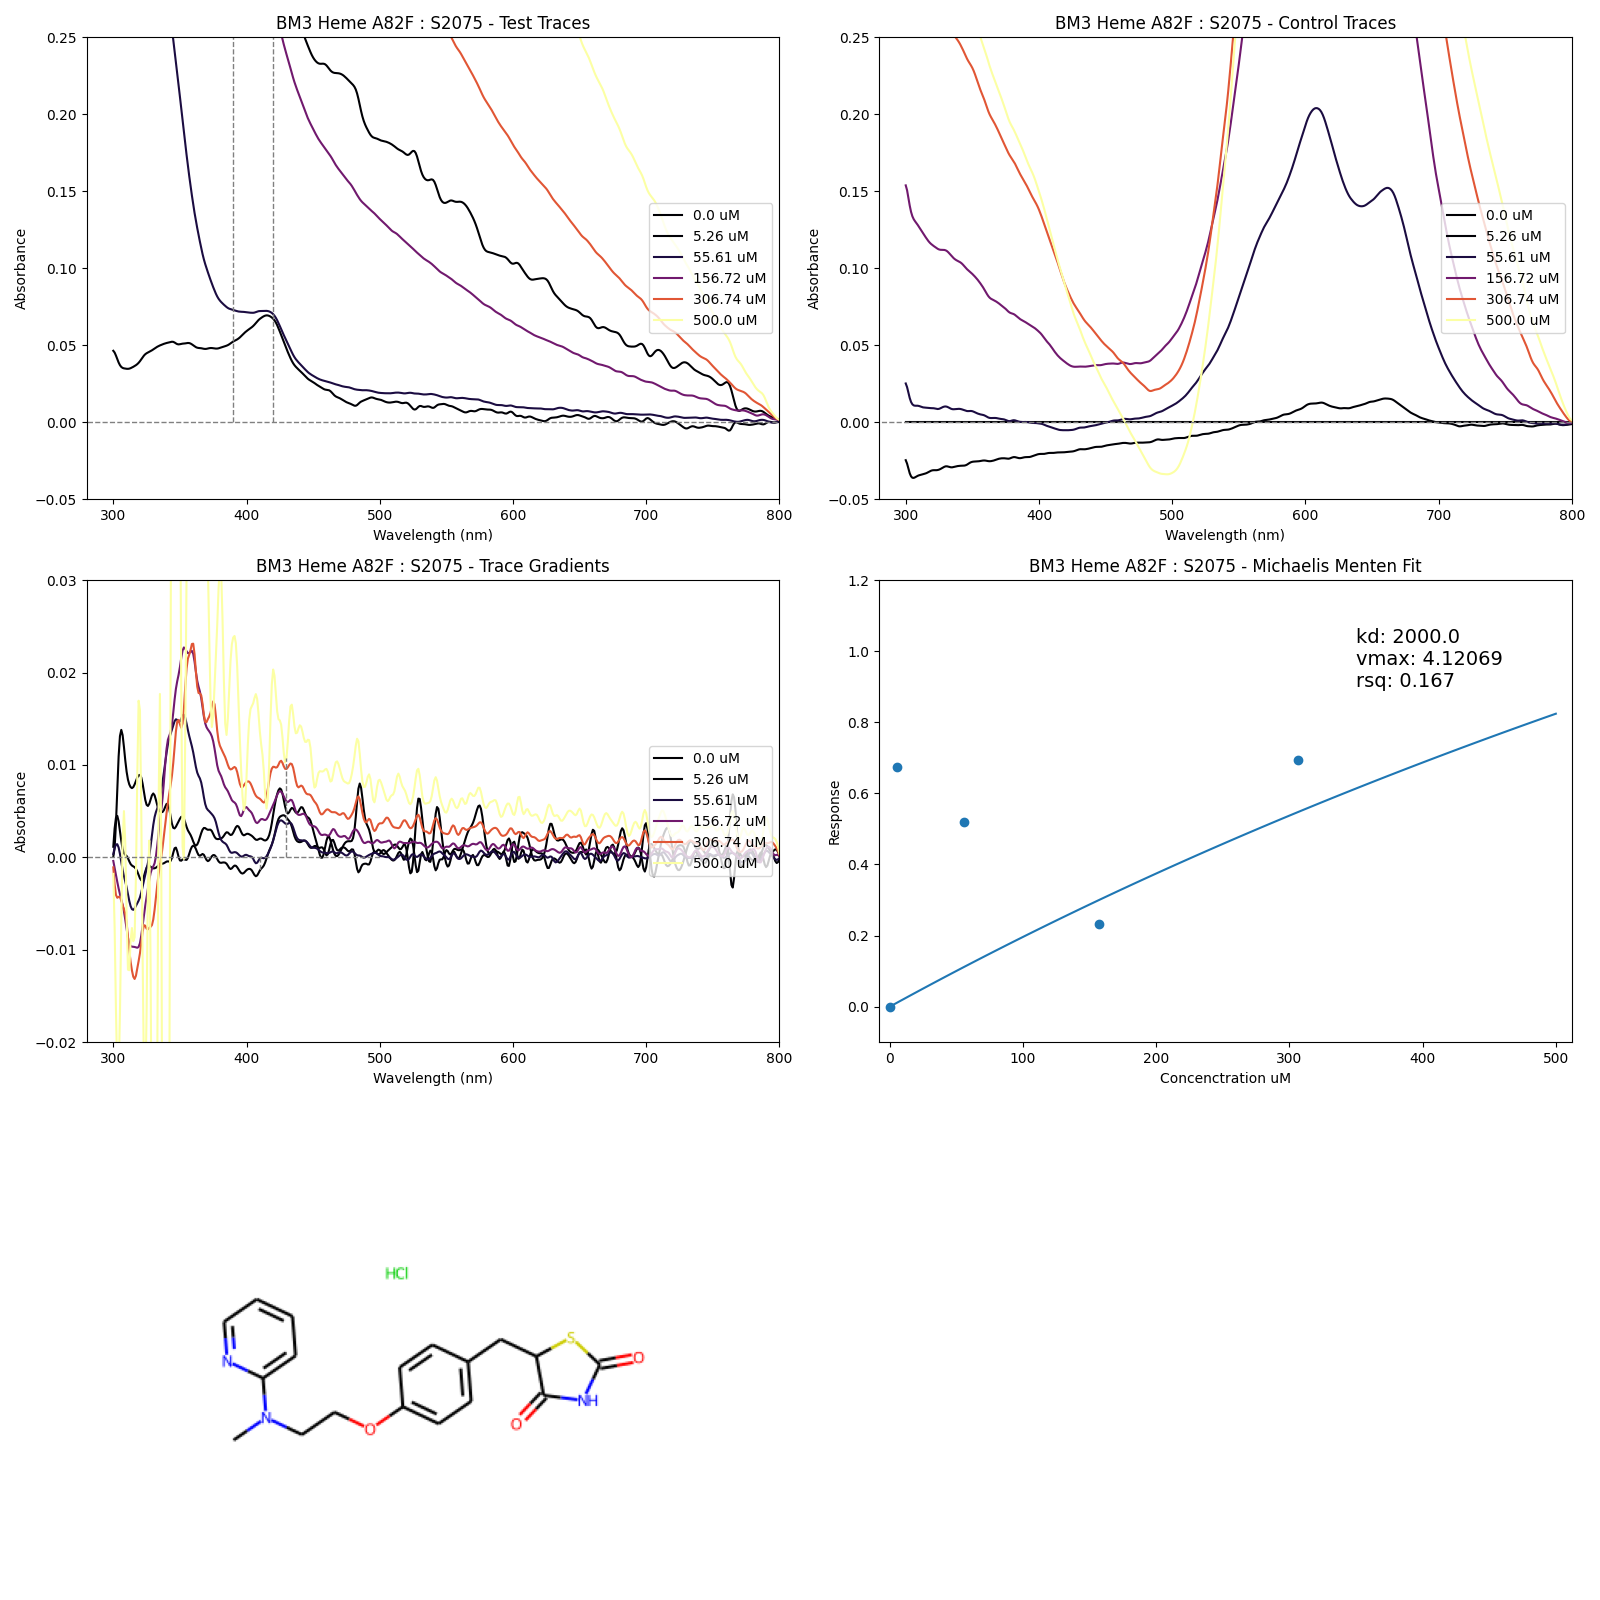 BM3 Heme A82F : S2075 - Test Traces
0.25
0.20
0.15
0.10
0.05
0.00
−0.05
Absorbance
300
400
500
600
700
800
Wavelength (nm)
0.0 uM
5.26 uM
55.61 uM
156.72 uM
306.74 uM
500.0 uM
BM3 Heme A82F : S2075 - Control Traces
0.25
0.20
0.15
0.10
0.05
0.00
−0.05
Absorbance
300
400
500
600
700
800
Wavelength (nm)
0.0 uM
5.26 uM
55.61 uM
156.72 uM
306.74 uM
500.0 uM
BM3 Heme A82F : S2075 - Trace Gradients
0.03
0.02
0.01
0.00
−0.01
−0.02
Absorbance
300
400
500
600
700
800
Wavelength (nm)
0.0 uM
5.26 uM
55.61 uM
156.72 uM
306.74 uM
500.0 uM
BM3 Heme A82F : S2075 - Michaelis Menten Fit
1.2
1.0
0.8
0.6
0.4
0.2
0.0
Response
0
100
200
300
400
500
Concenctration uM
kd: 2000.0
vmax: 4.12069
rsq: 0.167
HCl
N
N
O
S
O
NH
O